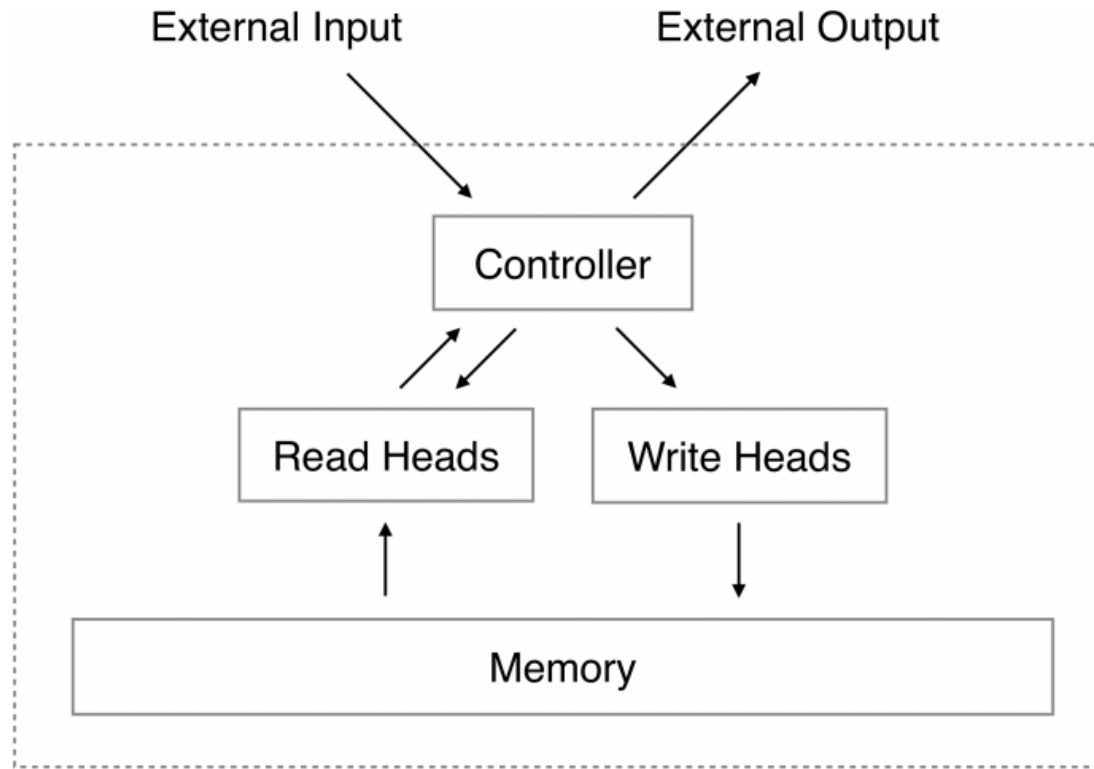 External Input
External Output
Controller
Read Heads
Write Heads
Memory